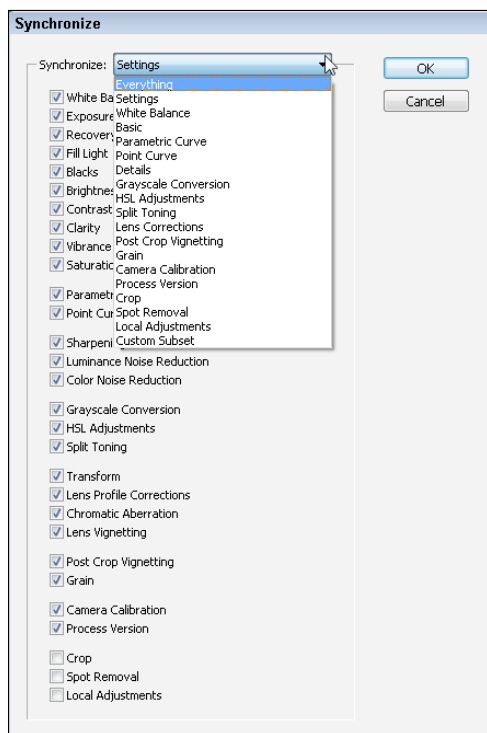 Synchronize
Synchronize: Settings
OK
Cancel
Everything
Settings
White Balance
Basic
Parametric Curve
Point Curve
Details
Grayscale Conversion
HSL Adjustments
Split Toning
Lens Corrections
Post Crop Vignetting
Grain
Camera Calibration
Process Version
Crop
Spot Removal
Local Adjustments
Custom Subset
White Ba
Exposure
Recovery
Fill Light
Blacks
Brightnes
Contrast
Clarity
Vibrance
Saturatio
Paramet
Point Cur
Sharpeni
Luminance Noise Reduction
Color Noise Reduction
Grayscale Conversion
HSL Adjustments
Split Toning
Transform
Lens Profile Corrections
Chromatic Aberration
Lens Vignetting
Post Crop Vignetting
Grain
Camera Calibration
Process Version
Crop
Spot Removal
Local Adjustments